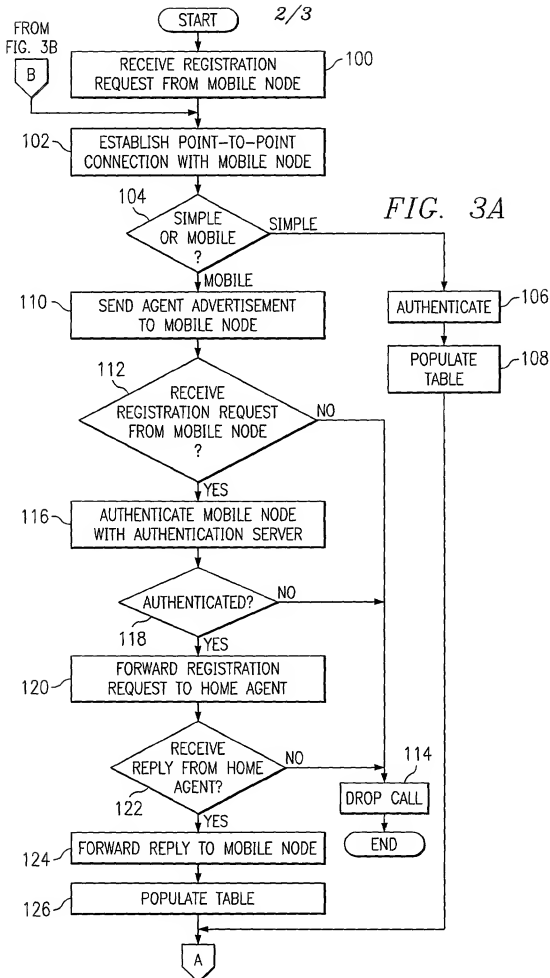 2/3
START
FROM
FIG. 3B
B
RECEIVE REGISTRATION
REQUEST FROM MOBILE NODE
100
102
ESTABLISH POINT-TO-POINT
CONNECTION WITH MOBILE NODE
104
SIMPLE
OR MOBILE
?
SIMPLE
FIG. 3A
MOBILE
110
SEND AGENT ADVERTISEMENT
TO MOBILE NODE
AUTHENTICATE
106
POPULATE
TABLE
108
112
RECEIVE
REGISTRATION REQUEST
FROM MOBILE NODE
?
NO
YES
116
AUTHENTICATE MOBILE NODE
WITH AUTHENTICATION SERVER
AUTHENTICATED?
NO
118
YES
120
FORWARD REGISTRATION
REQUEST TO HOME AGENT
RECEIVE
REPLY FROM HOME
AGENT?
NO
122
YES
114
DROP CALL
END
124
FORWARD REPLY TO MOBILE NODE
126
POPULATE TABLE
A